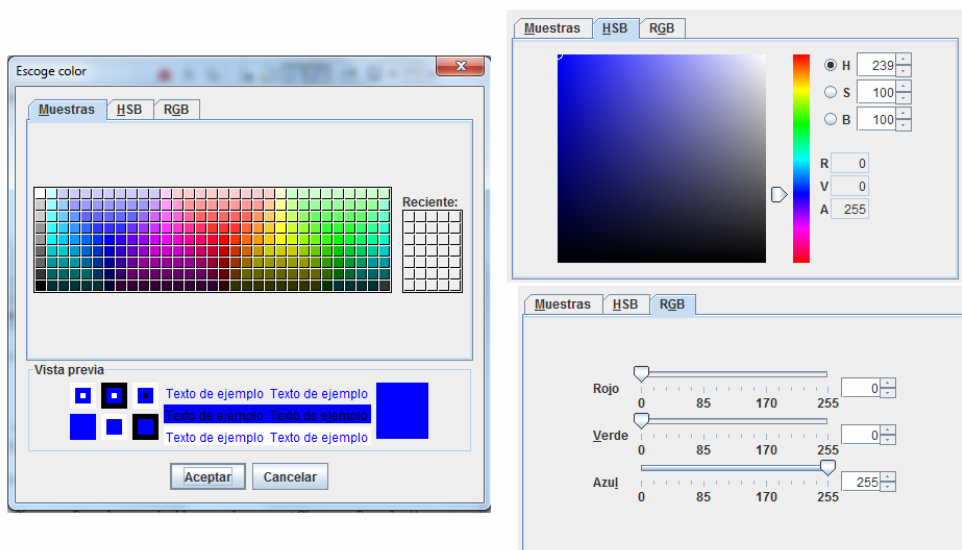 Escoge color
Muestras HSB RGB
Reciente:
Vista previa
Texto de ejemplo Texto de ejemplo
Texto de ejemplo Texto de ejemplo
Texto de ejemplo Texto de ejemplo
Aceptar Cancelar
Muestras HSB RGB
H 239
S 100
B 100
R 0
V 0
A 255
Muestras HSB RGB
Rojo 0
0 85 170 255
Verde 0
0 85 170 255
Azul 255
0 85 170 255